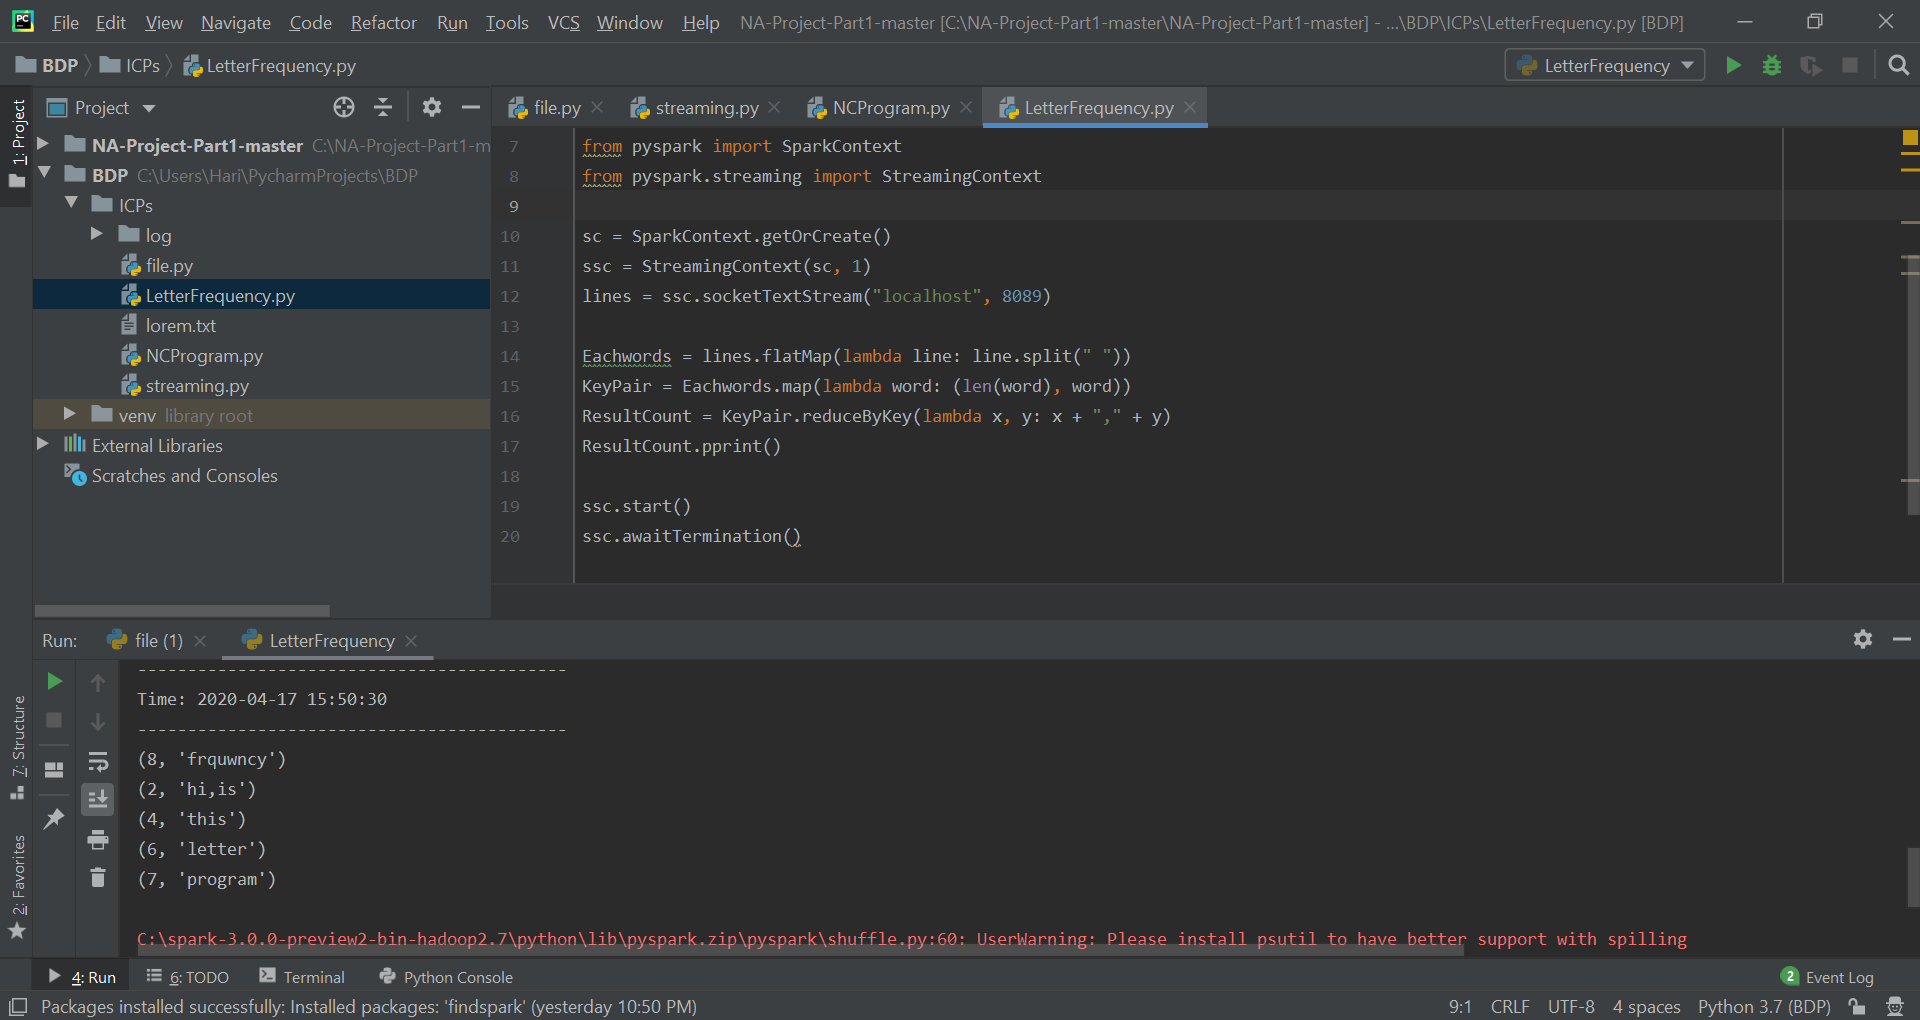 PC File Edit View Navigate Code Refactor Run Tools VCS Window Help NA-Project-Part1-master [C:\NA-Project-Part1-master\NA-Project-Part1-master] - ...\BDP\ICPs\LetterFrequency.py [BDP]
BDP ICPs LetterFrequency.py LetterFrequency
1: Project
7: Structure
2: Favorites
Project
NA-Project-Part1-master C:\NA-Project-Part1-m
BDP C:\Users\Hari\PycharmProjects\BDP
ICPs
log
file.py
LetterFrequency.py
lorem.txt
NCProgram.py
streaming.py
venv library root
External Libraries
Scratches and Consoles
file.py streaming.py NCProgram.py LetterFrequency.py
7 from pyspark import SparkContext
8 from pyspark.streaming import StreamingContext
9
10 sc = SparkContext.getOrCreate()
11 ssc = StreamingContext(sc, 1)
12 lines = ssc.socketTextStream("localhost", 8089)
13
14 Eachwords = lines.flatMap(lambda line: line.split(" "))
15 KeyPair = Eachwords.map(lambda word: (len(word), word))
16 ResultCount = KeyPair.reduceByKey(lambda x, y: x + "," + y)
17 ResultCount.pprint()
18
19 ssc.start()
20 ssc.awaitTermination()
Run: file (1) LetterFrequency
-------------------------------------------
Time: 2020-04-17 15:50:30
-------------------------------------------
(8, 'frquwncy')
(2, 'hi,is')
(4, 'this')
(6, 'letter')
(7, 'program')
C:\spark-3.0.0-preview2-bin-hadoop2.7\python\lib\pyspark.zip\pyspark\shuffle.py:60: UserWarning: Please install psutil to have better support with spilling
4: Run 6: TODO Terminal Python Console 2 Event Log
Packages installed successfully: Installed packages: 'findspark' (yesterday 10:50 PM) 9:1 CRLF UTF-8 4 spaces Python 3.7 (BDP)